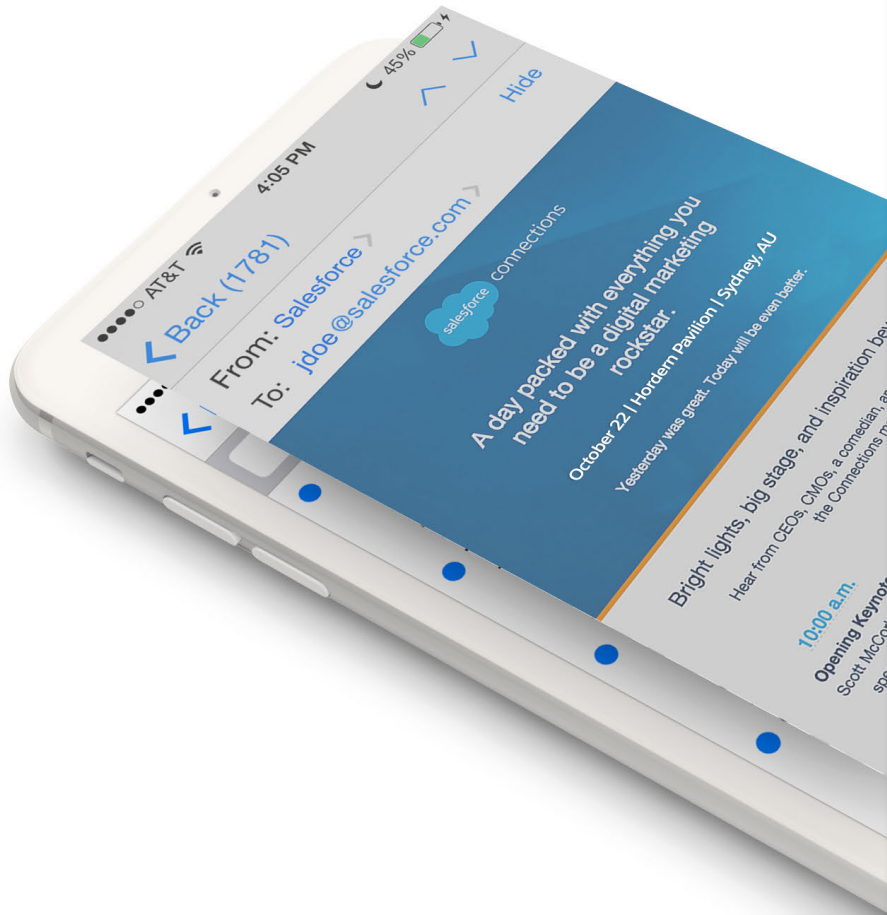 AT&T 4:05 PM 45%
Back (1781)
From: Salesforce Hide
To: jdoe@salesforce.com
salesforce connections
A day packed with everything you
need to be a digital marketing
rockstar.
October 22 | Hordern Pavilion | Sydney, AU
Yesterday was great. Today will be even better.
Bright lights, big stage, and inspiration
Hear from CEOs, CMOs, a comedian,
the Connections
10:00 a.m.
Opening Keynote
Scott